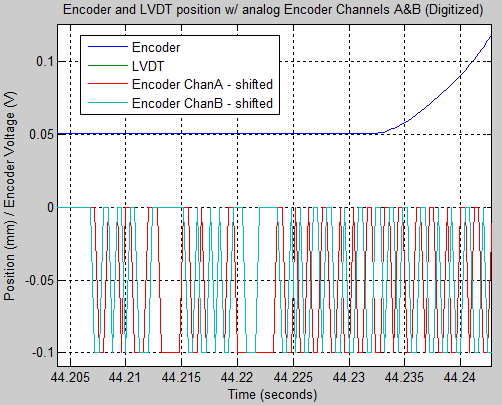 Encoder and LVDT position w/ analog Encoder Channels A&B (Digitized)
Encoder
LVDT
Encoder ChanA - shifted
Encoder ChanB - shifted
Position (mm) / Encoder Voltage (V)
0.1
0.05
0
-0.05
-0.1
44.205 44.21 44.215 44.22 44.225 44.23 44.235 44.24
Time (seconds)